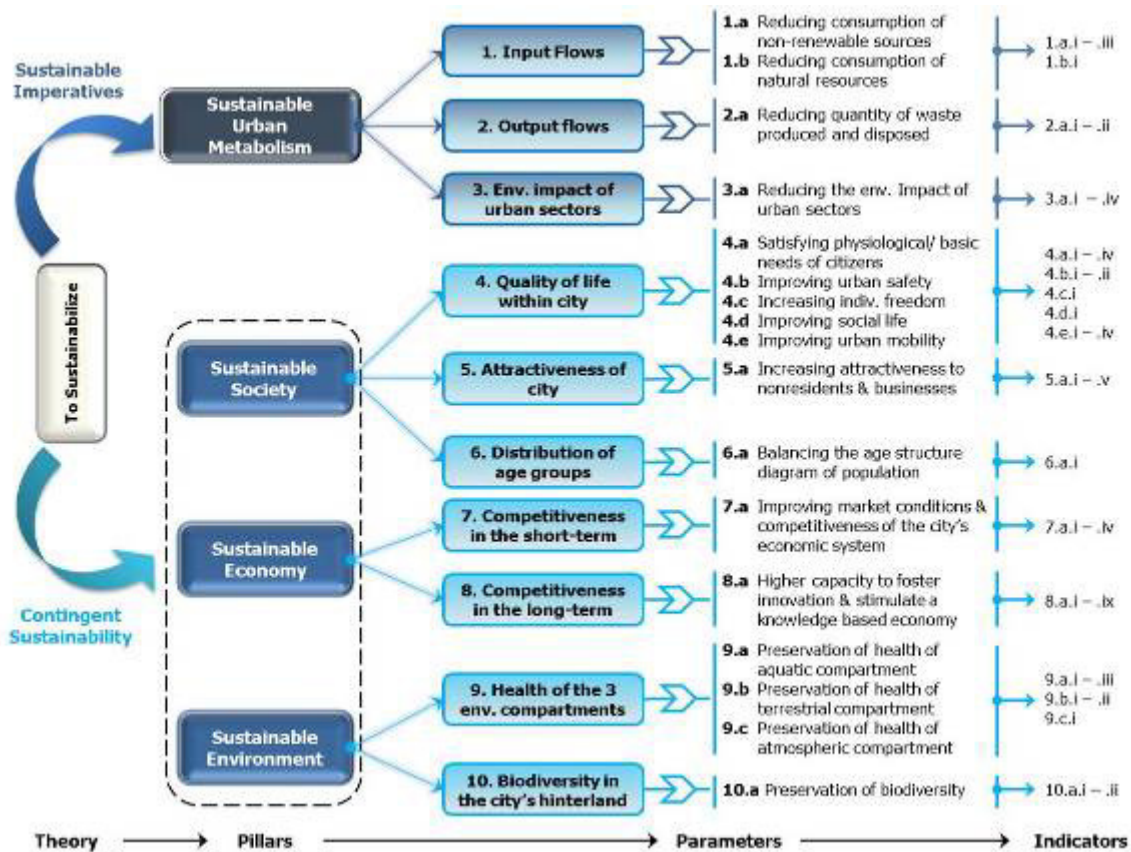 Sustainable
Imperatives
To Sustainabilize
Contingent
Sustainability
Sustainable
Urban
Metabolism
Sustainable
Society
Sustainable
Economy
Sustainable
Environment
1. Input Flows
2. Output flows
3. Env. impact of
urban sectors
4. Quality of life
within city
5. Attractiveness of
city
6. Distribution of
age groups
7. Competitiveness
in the short-term
8. Competitiveness
in the long-term
9. Health of the 3
env. compartments
10. Biodiversity in
the city's hinterland
1.a Reducing consumption of
non-renewable sources
1.b Reducing consumption of
natural resources
2.a Reducing quantity of waste
produced and disposed
3.a Reducing the env. Impact of
urban sectors
4.a Satisfying physiological/ basic
needs of citizens
4.b Improving urban safety
4.c Increasing indiv. freedom
4.d Improving social life
4.e Improving urban mobility
5.a Increasing attractiveness to
nonresidents & businesses
6.a Balancing the age structure
diagram of population
7.a Improving market conditions &
competitiveness of the city's
economic system
8.a Higher capacity to foster
innovation & stimulate a
knowledge based economy
9.a Preservation of health of
aquatic compartment
9.b Preservation of health of
terrestrial compartment
9.c Preservation of health of
atmospheric compartment
10.a Preservation of biodiversity
1.a.i – .iii
1.b.i
2.a.i – .ii
3.a.i – .iv
4.a.i – .iv
4.b.i – .ii
4.c.i
4.d.i
4.e.i – .iv
5.a.i – .v
6.a.i
7.a.i – .iv
8.a.i – .ix
9.a.i – .iii
9.b.i – .ii
9.c.i
10.a.i – .ii
Theory
Pillars
Parameters
Indicators